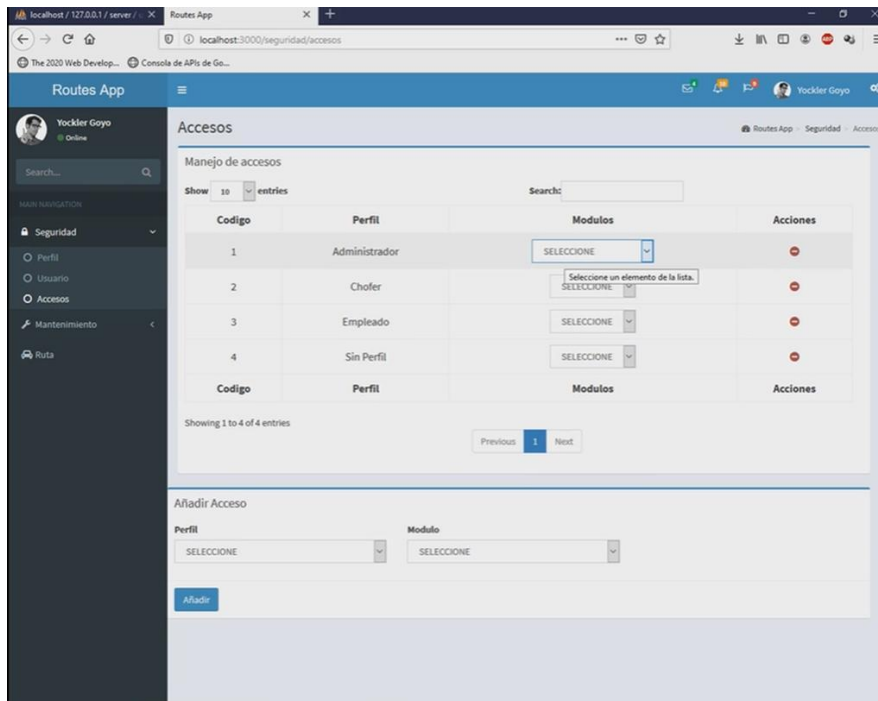 localhost / 127.0.0.1 / server /
Routes App
localhost:3000/seguridad/accesos
The 2020 Web Develop... Consola de APIs de Go...
Routes App
Yockler Goyo
Yockler Goyo
Online
Accesos
Routes App Seguridad Acceso
Search...
Manejo de accesos
Show 10 entries Search:
MAIN NAVIGATION
Codigo Perfil Modulos Acciones
Seguridad
1 Administrador SELECCIONE
Perfil
Seleccione un elemento de la lista.
Usuario
2 Chofer SELECCIONE
Accesos
3 Empleado SELECCIONE
Mantenimiento
Ruta
4 Sin Perfil SELECCIONE
Codigo Perfil Modulos Acciones
Showing 1 to 4 of 4 entries
Previous 1 Next
Añadir Acceso
Perfil Modulo
SELECCIONE SELECCIONE
Añadir